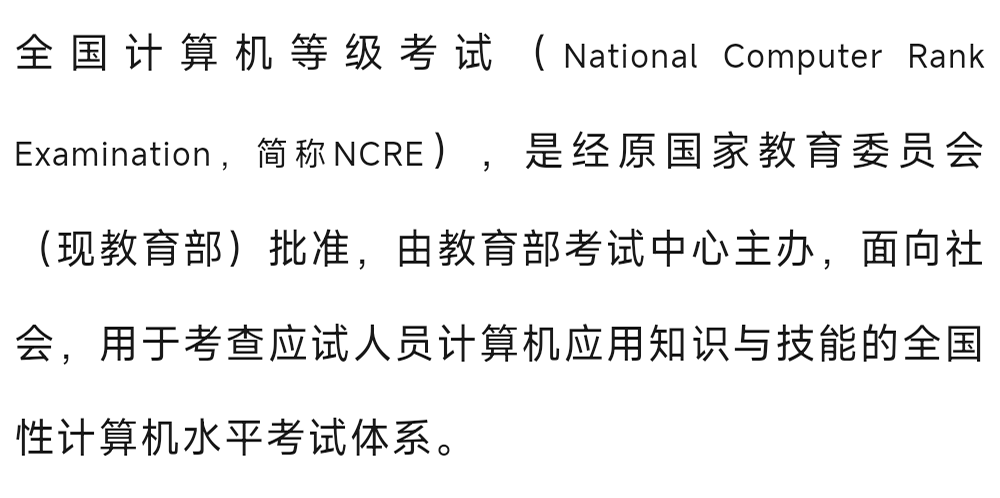 全国计算机等级考试（National Computer Rank
Examination，简称NCRE），是经原国家教育委员会
（现教育部）批准，由教育部考试中心主办，面向社
会，用于考查应试人员计算机应用知识与技能的全国
性计算机水平考试体系。